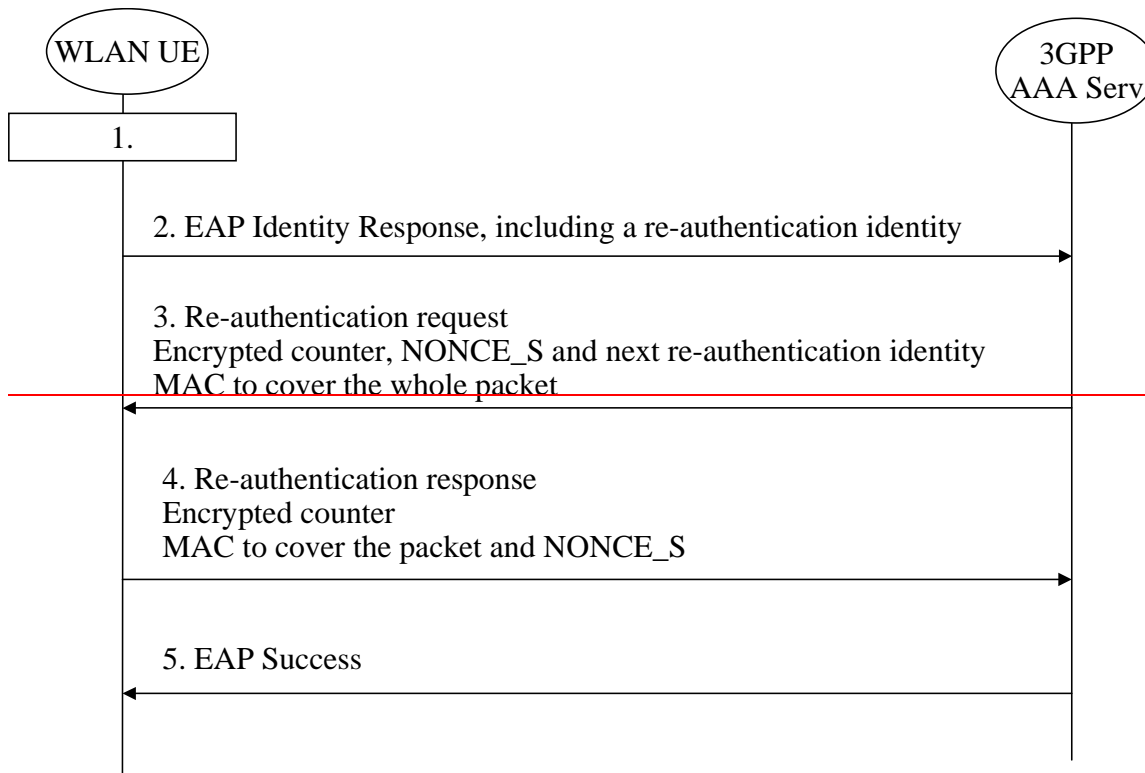 WLAN UE
3GPP
AAA Serv
1.
2. EAP Identity Response, including a re-authentication identity
3. Re-authentication request
Encrypted counter, NONCE_S and next re-authentication identity
MAC to cover the whole packet
4. Re-authentication response
Encrypted counter
MAC to cover the packet and NONCE_S
5. EAP Success